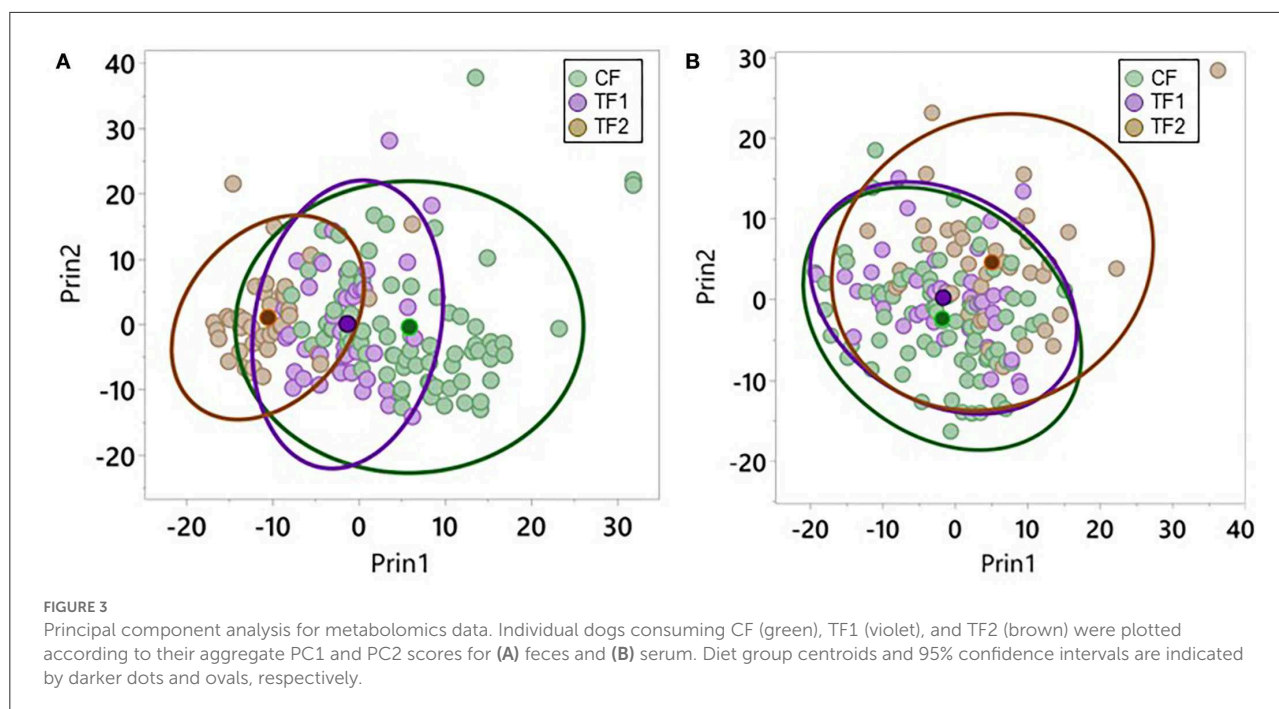 A
40
30
20
10
0
-10
-20
Prin2
-20
-10
0
10
20
30
Prin1
CF
TF1
TF2
B
30
20
10
0
-10
-20
Prin2
-20
-10
0
10
20
30
40
Prin1
CF
TF1
TF2
FIGURE 3
Principal component analysis for metabolomics data. Individual dogs consuming CF (green), TF1 (violet), and TF2 (brown) were plotted
according to their aggregate PC1 and PC2 scores for (A) feces and (B) serum. Diet group centroids and 95% confidence intervals are indicated
by darker dots and ovals, respectively.